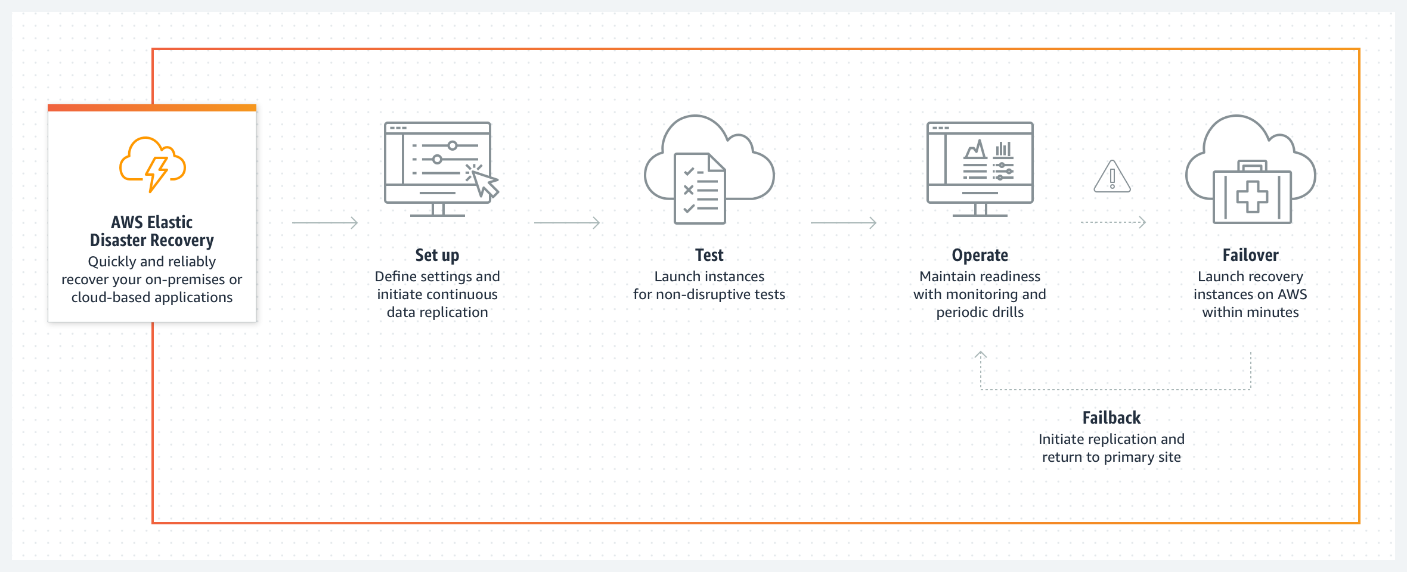 AWS Elastic
Disaster Recovery
Quickly and reliably
recover your on-premises or
cloud-based applications
Set up
Define settings and
initiate continuous
data replication
Test
Launch instances
for non-disruptive tests
Operate
Maintain readiness
with monitoring and
periodic drills
Failover
Launch recovery
instances on AWS
within minutes
Failback
Initiate replication and
return to primary site